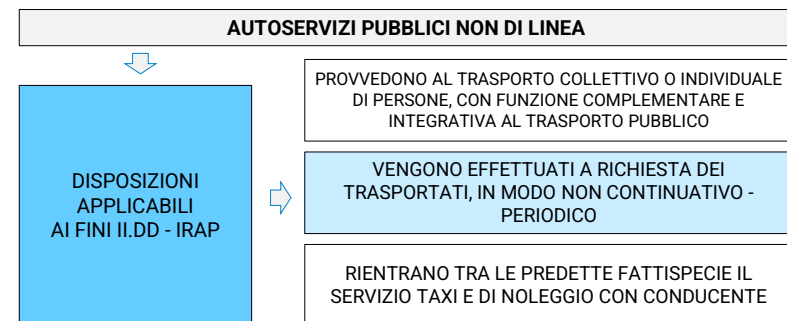 AUTOSERVIZI PUBBLICI NON DI LINEA
DISPOSIZIONI
APPLICABILI
AI FINI II.DD - IRAP
PROVVEDONO AL TRASPORTO COLLETTIVO O INDIVIDUALE
DI PERSONE, CON FUNZIONE COMPLEMENTARE E
INTEGRATIVA AL TRASPORTO PUBBLICO
VENGONO EFFETTUATI A RICHIESTA DEI
TRASPORTATI, IN MODO NON CONTINUATIVO -
PERIODICO
RIENTRANO TRA LE PREDETTE FATTISPECIE IL
SERVIZIO TAXI E DI NOLEGGIO CON CONDUCENTE